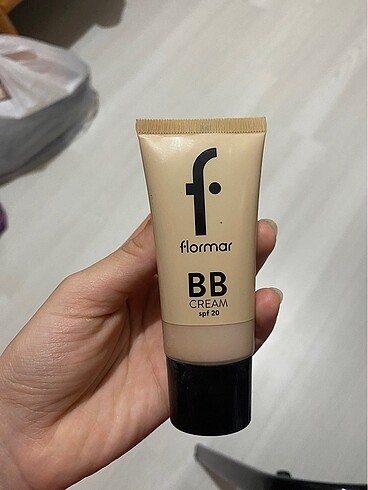 f
flormar
BB
CREAM
spf 20